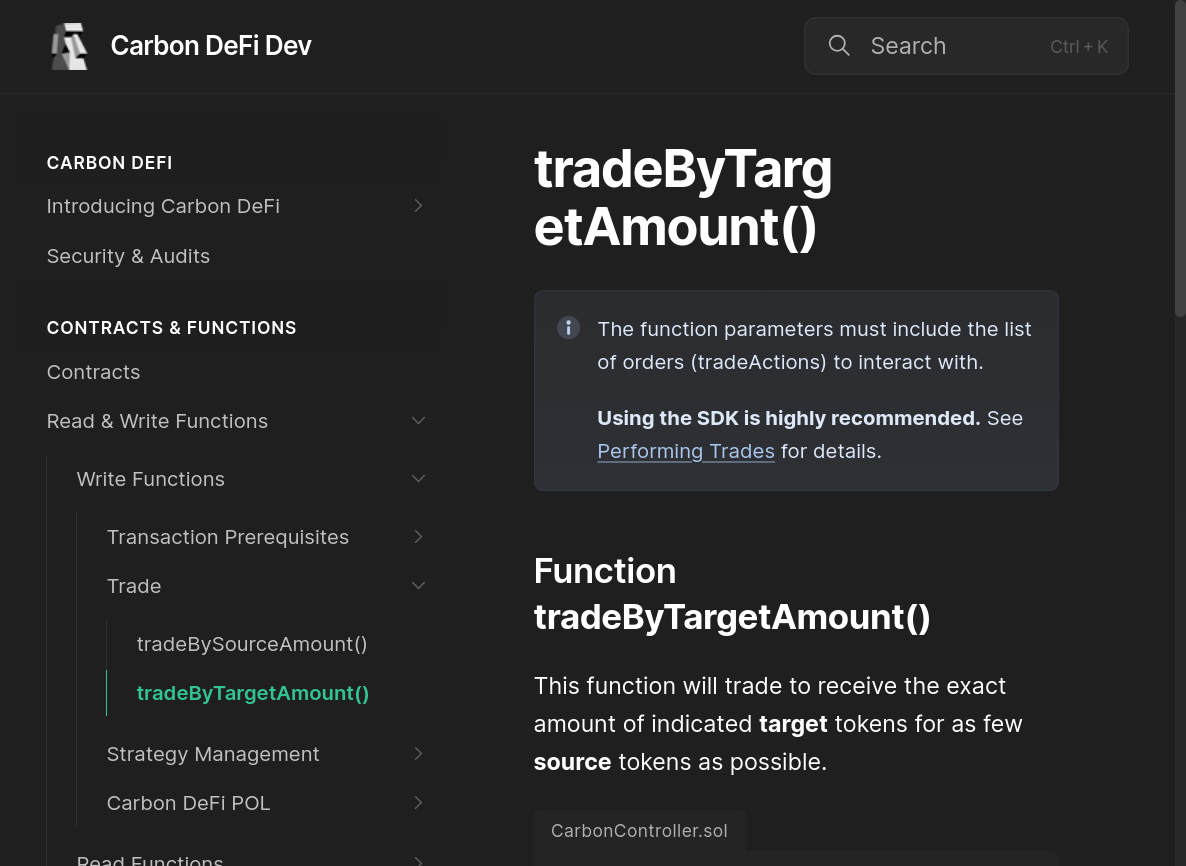 Carbon DeFi Dev
Search
Ctrl + K
CARBON DEFI
Introducing Carbon DeFi
Security & Audits
CONTRACTS & FUNCTIONS
Contracts
Read & Write Functions
Write Functions
Transaction Prerequisites
Trade
tradeBySourceAmount()
tradeByTargetAmount()
Strategy Management
Carbon DeFi POL
Read Functions
tradeByTarg
etAmount()
The function parameters must include the list
of orders (tradeActions) to interact with.
Using the SDK is highly recommended. See
Performing Trades for details.
Function
tradeByTargetAmount()
This function will trade to receive the exact
amount of indicated target tokens for as few
source tokens as possible.
CarbonController.sol